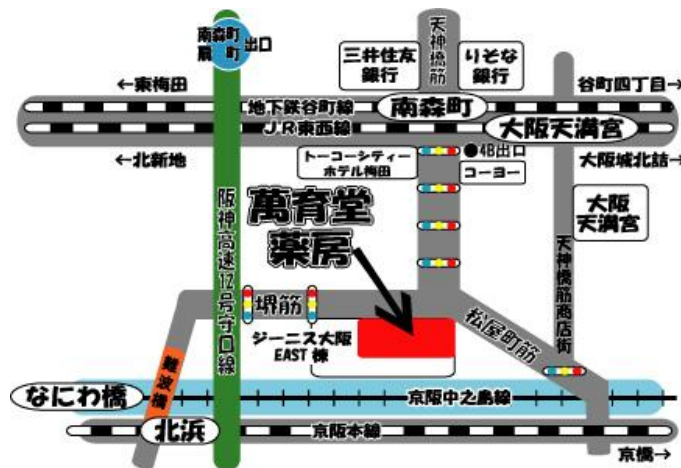 南森町
扇町
出口
三井住友
銀行
天神橋筋
りそな
銀行
←東梅田
谷町四丁目→
地下鉄谷町線
南森町
JR東西線
大阪天満宮
←北新地
トーコーシティー
ホテル梅田
●4B出口
コーヨー
大阪城北詰→
阪神高速12号守口線
萬育堂
薬房
大阪
天満宮
天神橋筋商店街
堺筋
松屋町筋
ジーニス大阪
EAST棟
難波橋
なにわ橋
京阪中之島線
北浜
京阪本線
京橋→